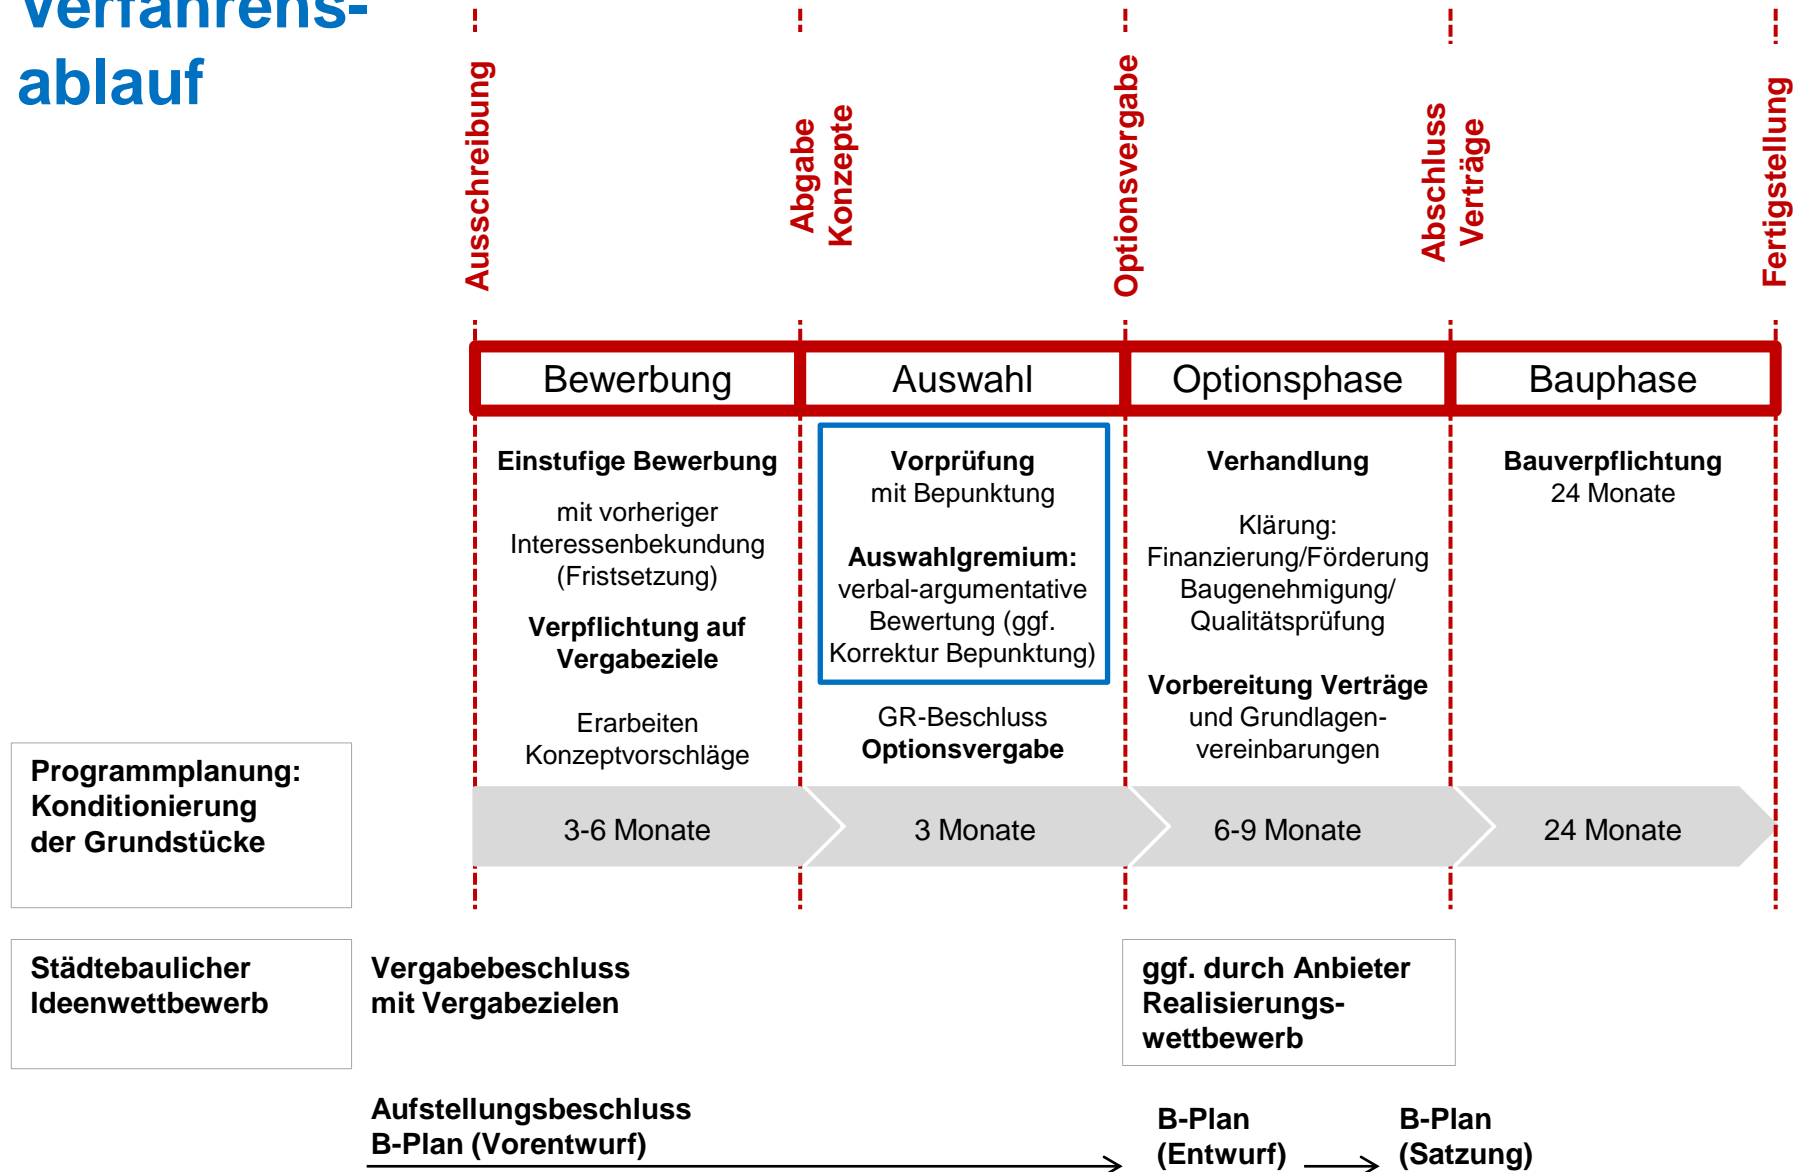 Verfahrens-
ablauf
Ausschreibung
Abgabe
Konzepte
Optionsvergabe
Abschluss
Verträge
Fertigstellung
Bewerbung
Auswahl
Optionsphase
Bauphase
Einstufige Bewerbung
mit vorheriger
Interessenbekundung
(Fristsetzung)
Verpflichtung auf
Vergabeziele
Erarbeiten
Konzeptvorschläge
Vorprüfung
mit Bepunktung
Auswahlgremium:
verbal-argumentative
Bewertung (ggf.
Korrektur Bepunktung)
GR-Beschluss
Optionsvergabe
Verhandlung
Klärung:
Finanzierung/Förderung
Baugenehmigung/
Qualitätsprüfung
Vorbereitung Verträge
und Grundlagen-
vereinbarungen
Bauverpflichtung
24 Monate
Programmplanung:
Konditionierung
der Grundstücke
3-6 Monate
3 Monate
6-9 Monate
24 Monate
Städtebaulicher
Ideenwettbewerb
Vergabebeschluss
mit Vergabezielen
ggf. durch Anbieter
Realisierungs-
wettbewerb
Aufstellungsbeschluss
B-Plan (Vorentwurf)
B-Plan
(Entwurf)
B-Plan
(Satzung)